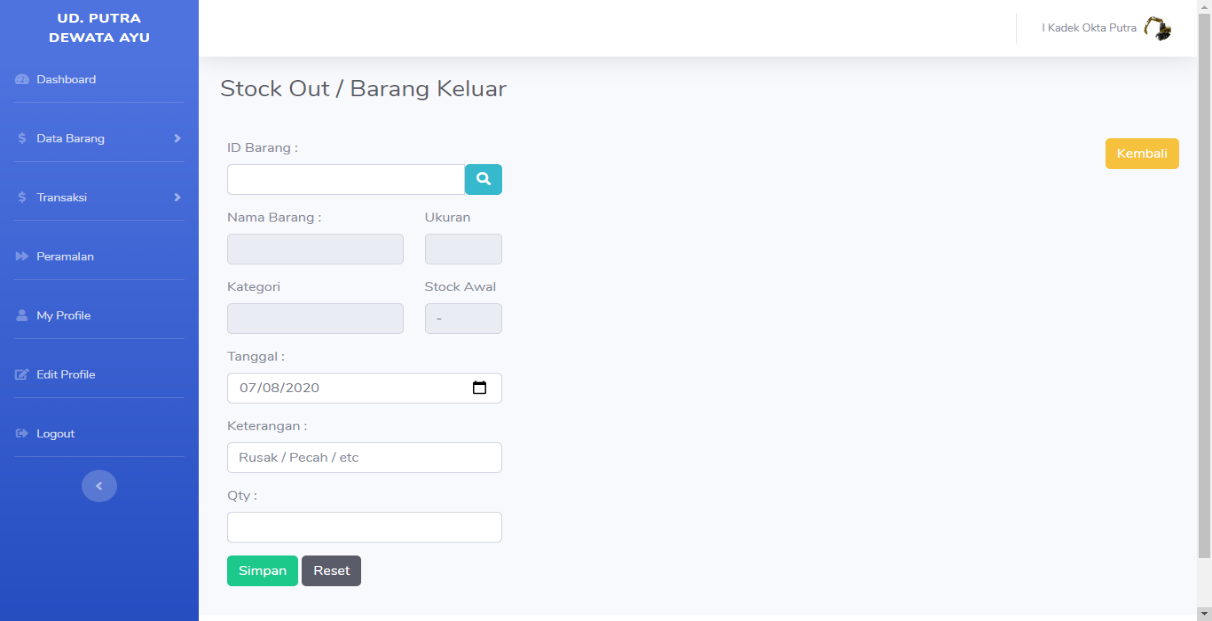 UD. PUTRA
DEWATA AYU
Dashboard
Data Barang
Transaksi
Peramalan
My Profile
Edit Profile
Logout
I Kadek Okta Putra
Stock Out / Barang Keluar
Kembali
ID Barang :
Nama Barang : Ukuran
Kategori Stock Awal
-
Tanggal :
07/08/2020
Keterangan :
Rusak / Pecah / etc
Qty :
Simpan Reset